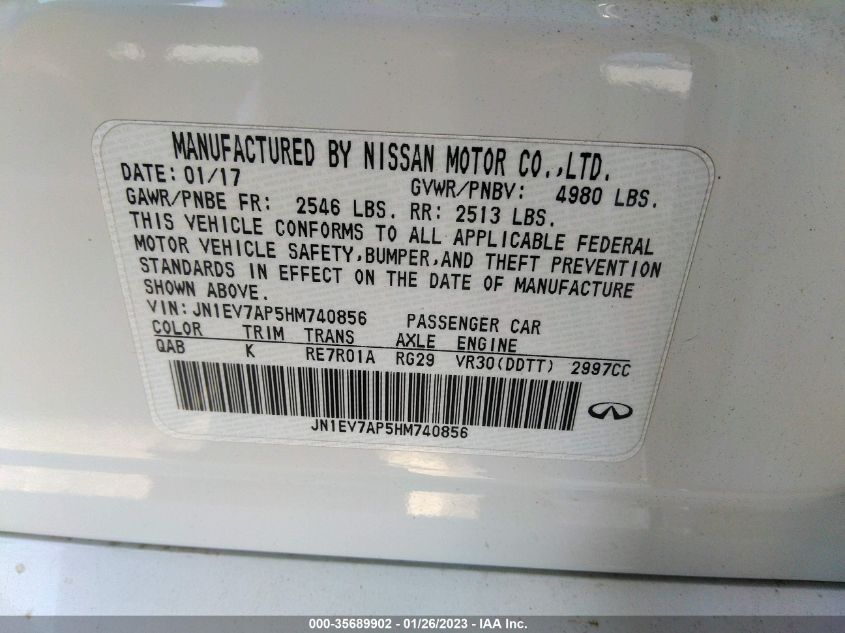 MANUFACTURED BY NISSAN MOTOR CO.,LTD.
DATE: 01/17 GVWR/PNBV: 4980 LBS.
GAWR/PNBE FR: 2546 LBS. RR: 2513 LBS.
THIS VEHICLE CONFORMS TO ALL APPLICABLE FEDERAL
MOTOR VEHICLE SAFETY,BUMPER,AND THEFT PREVENTION
STANDARDS IN EFFECT ON THE DATE OF MANUFACTURE
SHOWN ABOVE.
VIN: JN1EV7AP5HM740856 PASSENGER CAR
COLOR TRIM TRANS AXLE ENGINE
QAB K RE7R01A RG29 VR30(DDTT) 2997CC
JN1EV7AP5HM740856
000-35689902 - 01/26/2023 - IAA Inc.